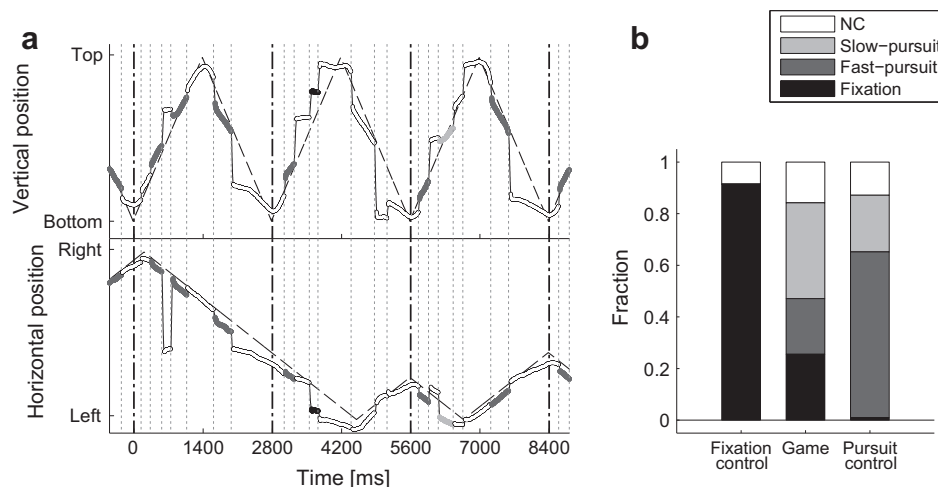 a
Top
Vertical position
Bottom
Right
Horizontal position
Left
0 1400 2800 4200 5600 7000 8400
Time [ms]
b
NC
Slow−pursuit
Fast−pursuit
Fixation
1
0.8
0.6
0.4
0.2
0
Fraction
Fixation control
Game
Pursuit control